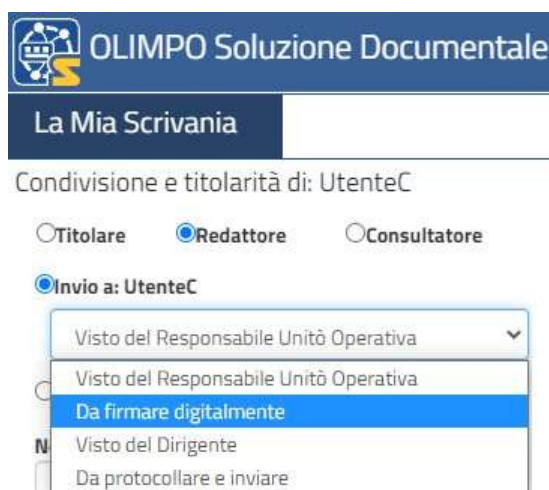 OLIMPO Soluzione Documentale
La Mia Scrivania
Condivisione e titolarità di: UtenteC
Titolare Redattore Consultatore
Invio a: UtenteC
Visto del Responsabile Unitò Operativa
Visto del Responsabile Unitò Operativa
Da firmare digitalmente
Visto del Dirigente
Da protocollare e inviare